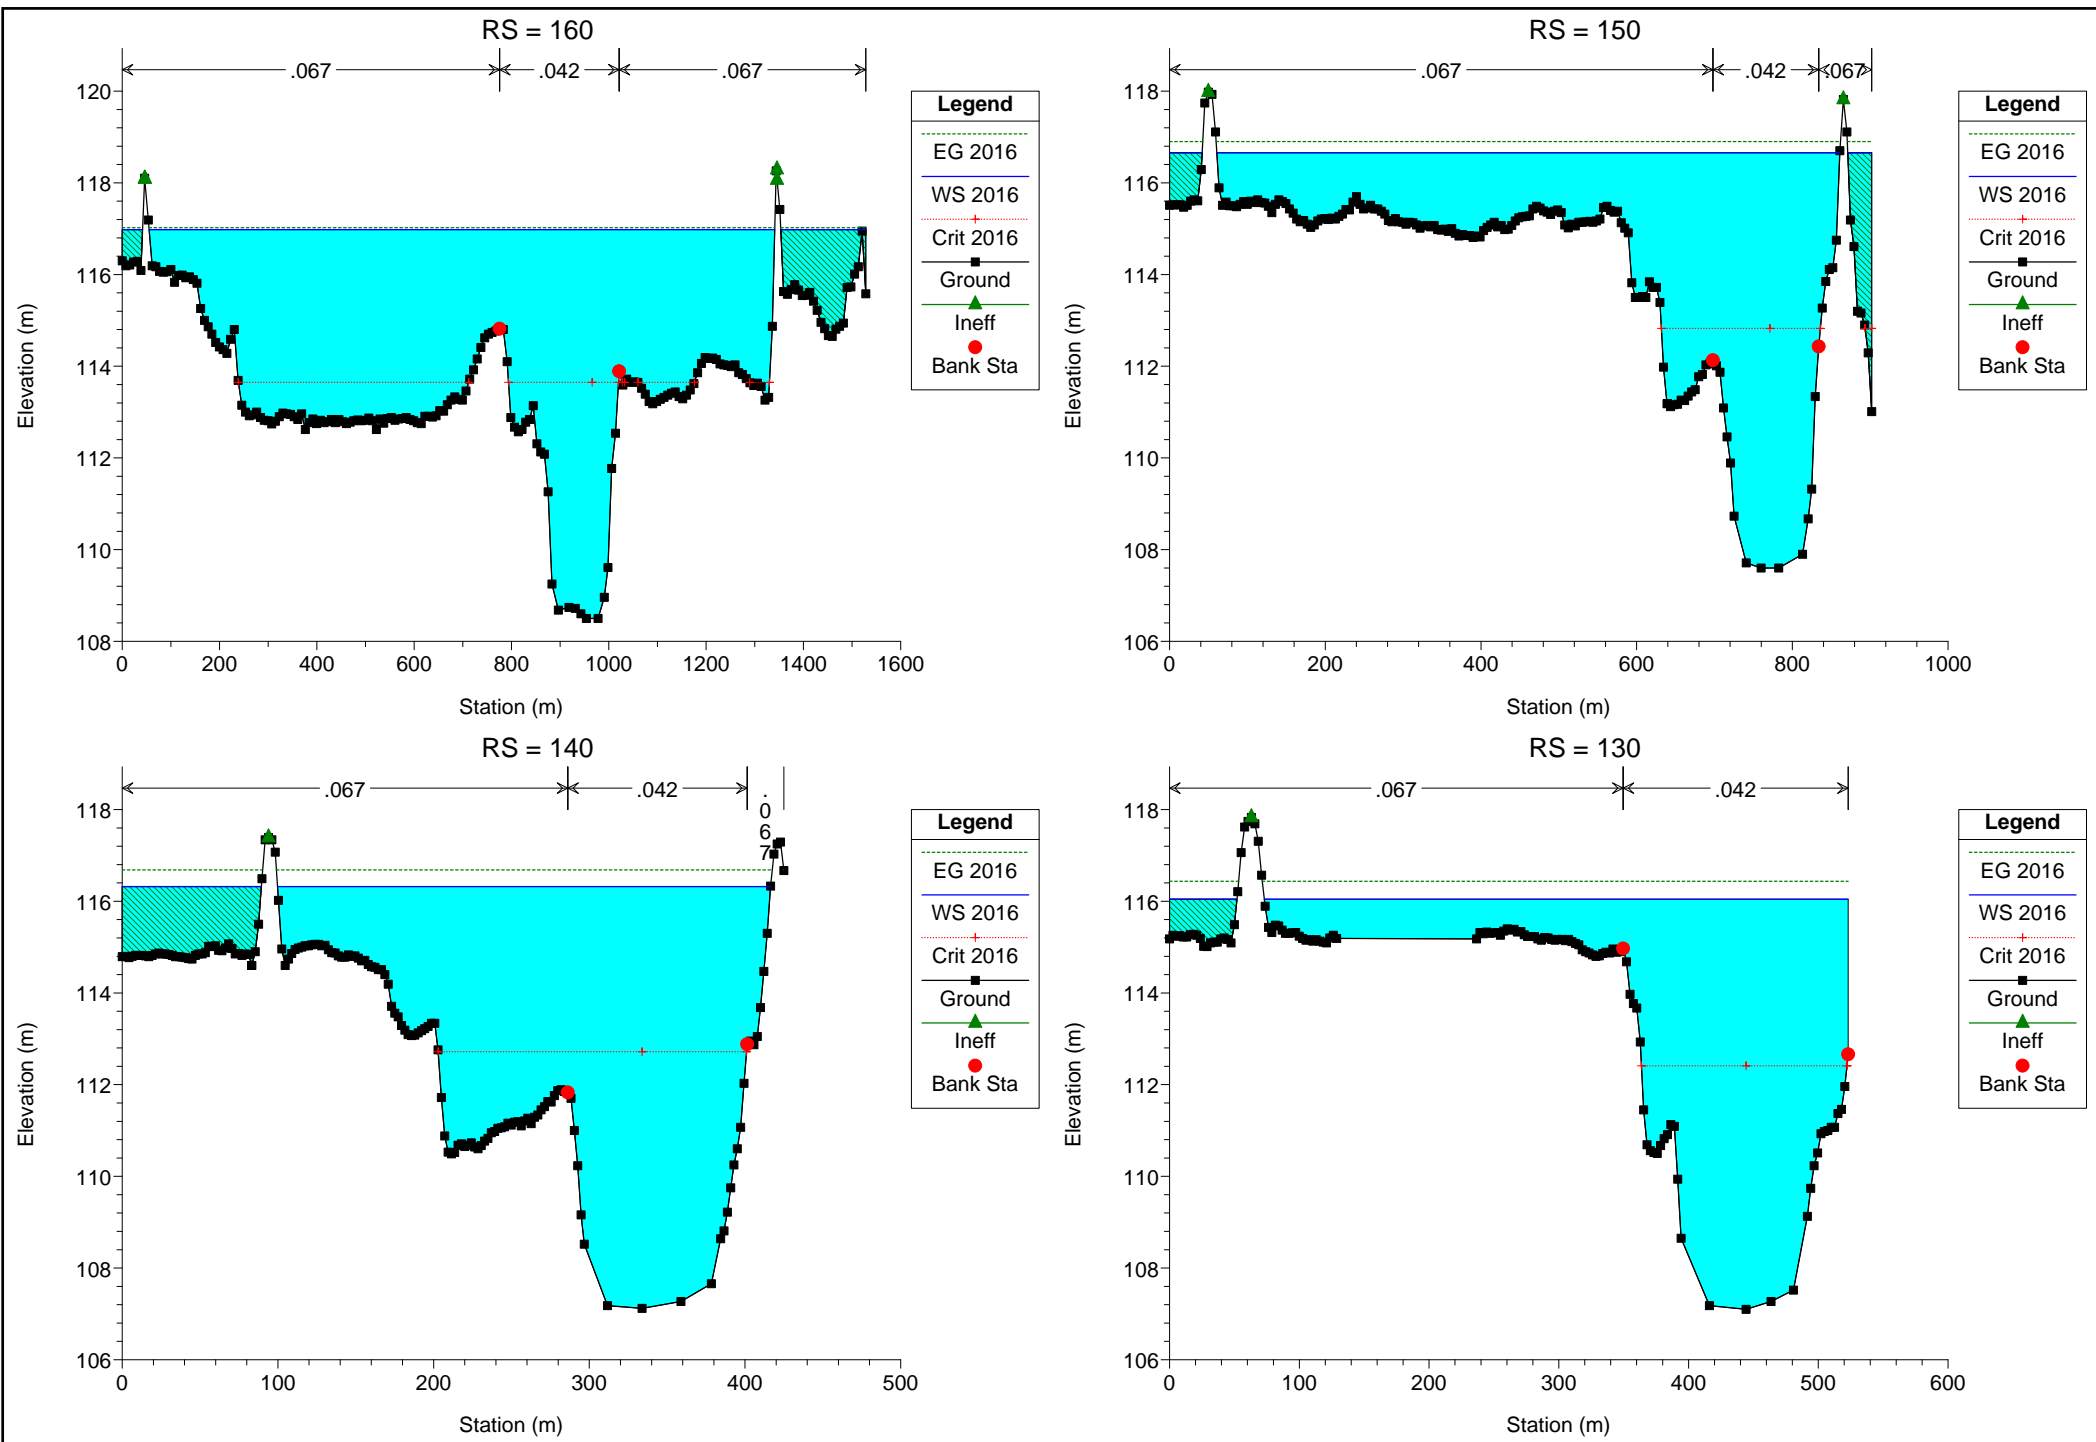 RS = 160
.067
.042
.067
120
118
116
114
112
110
108
0
200
400
600
800
1000
1200
1400
1600
Elevation (m)
Station (m)
Legend
EG 2016
WS 2016
Crit 2016
Ground
Ineff
Bank Sta
RS = 150
.067
.042
.067
118
116
114
112
110
108
106
0
200
400
600
800
1000
Elevation (m)
Station (m)
Legend
EG 2016
WS 2016
Crit 2016
Ground
Ineff
Bank Sta
RS = 140
.067
.042
.067
118
116
114
112
110
108
106
0
100
200
300
400
500
Elevation (m)
Station (m)
Legend
EG 2016
WS 2016
Crit 2016
Ground
Ineff
Bank Sta
RS = 130
.067
.042
118
116
114
112
110
108
106
0
100
200
300
400
500
600
Elevation (m)
Station (m)
Legend
EG 2016
WS 2016
Crit 2016
Ground
Ineff
Bank Sta